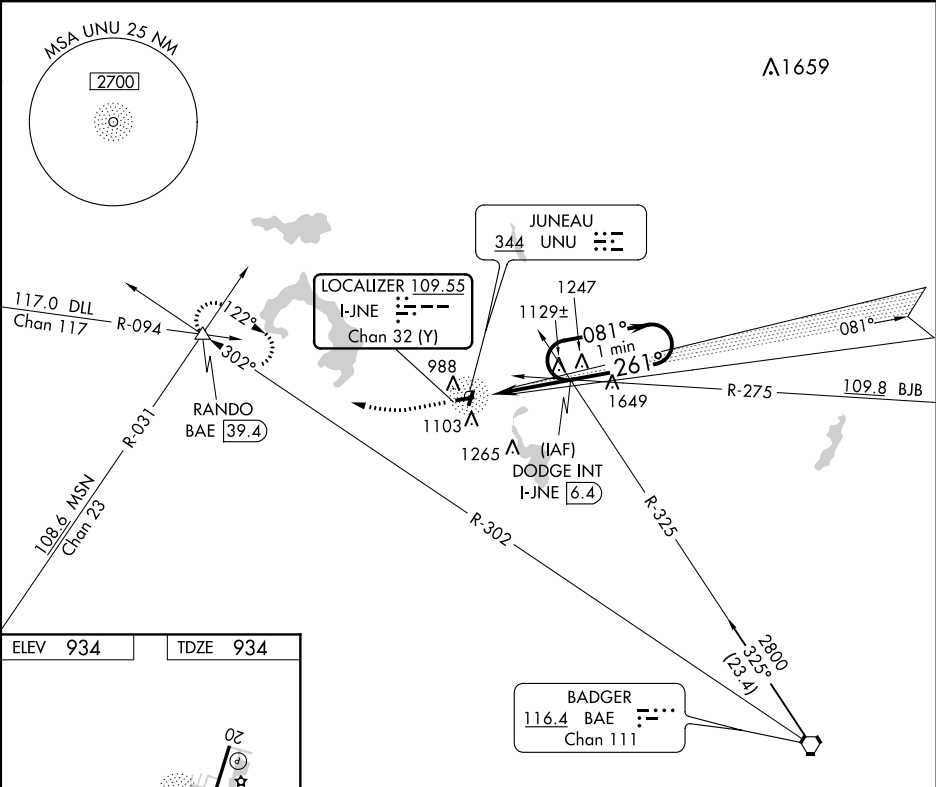 MSA UNU 25 NM
2700
1659
JUNEAU
344 UNU
LOCALIZER 109.55
I-JNE
Chan 32 (Y)
1247
1129±
081°
1 min
261°
081°
117.0 DLL
Chan 117
R-094
122°
302°
988
1649
R-275
109.8 BJB
RANDO
BAE 39.4
1103
1265
(IAF)
DODGE INT
I-JNE 6.4
R-031
108.6 MSN
Chan 23
R-302
R-325
2800
325°
(23.4)
ELEV 934
TDZE 934
BADGER
116.4 BAE
Chan 111
20
P